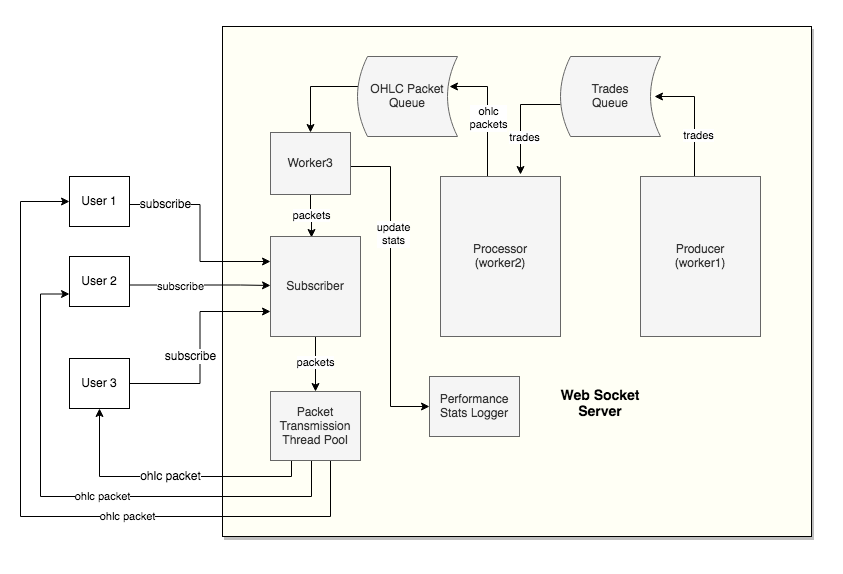 OHLC Packet
Queue
Trades
Queue
ohlc
packets
trades
trades
Worker3
User 1
subscribe
packets
update
stats
Processor
(worker2)
Producer
(worker1)
User 2
subscribe
Subscriber
subscribe
packets
User 3
Performance
Stats Logger
Web Socket
Server
Packet
Transmission
Thread Pool
ohlc packet
ohlc packet
ohlc packet